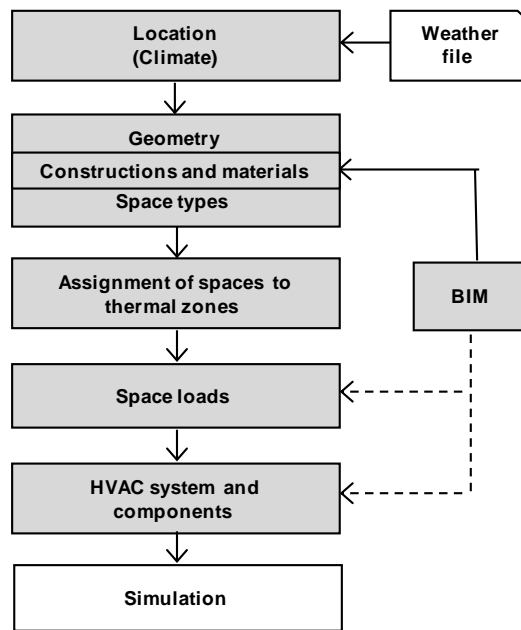 Location
(Climate)
Weather
file
Geometry
Constructions and materials
Space types
Assignment of spaces to
thermal zones
BIM
Space loads
HVAC system and
components
Simulation